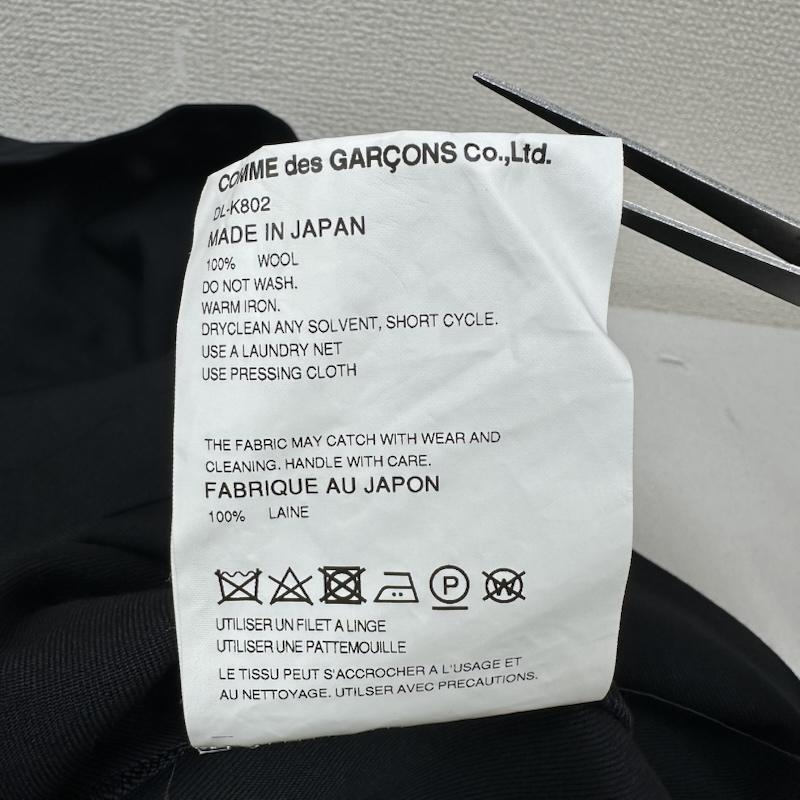 COMME des GARÇONS Co.,Ltd.
DL-K802
MADE IN JAPAN
100% WOOL
DO NOT WASH.
WARM IRON.
DRYCLEAN ANY SOLVENT, SHORT CYCLE.
USE A LAUNDRY NET
USE PRESSING CLOTH
THE FABRIC MAY CATCH WITH WEAR AND
CLEANING. HANDLE WITH CARE.
FABRIQUE AU JAPON
100% LAINE
P W
UTILISER UN FILET A LINGE
UTILISER UNE PATTEMOUILLE
LE TISSU PEUT S'ACCROCHER A L'USAGE ET
AU NETTOYAGE. UTILSER AVEC PRECAUTIONS.